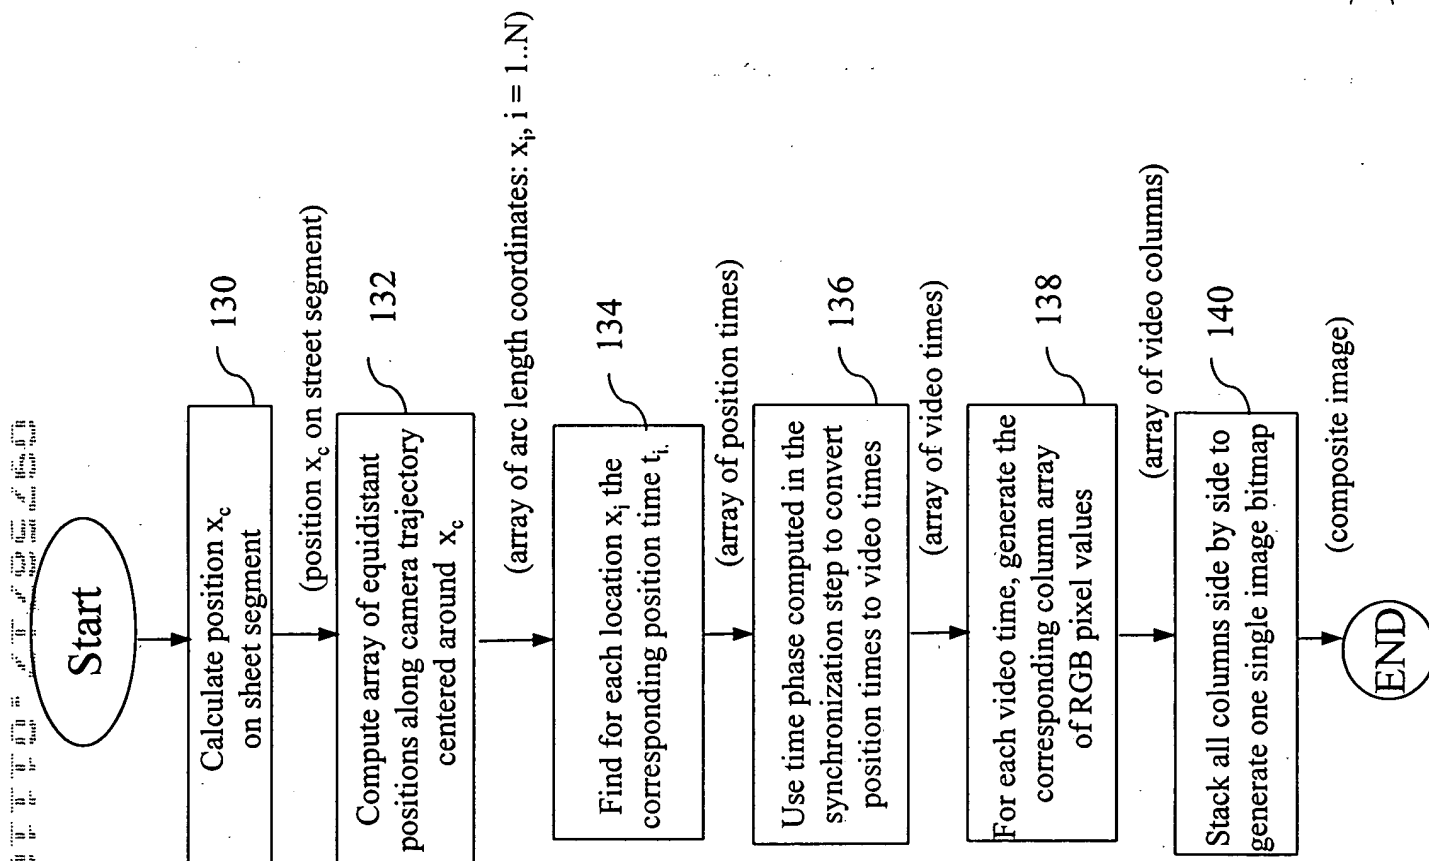 Start
Calculate position x_c
on sheet segment
130
(position x_c on street segment)
Compute array of equidistant
positions along camera trajectory
centered around x_c
132
(array of arc length coordinates: x_i, i = 1..N)
Find for each location x_i the
corresponding position time t_i.
134
(array of position times)
Use time phase computed in the
synchronization step to convert
position times to video times
136
(array of video times)
For each video time, generate the
corresponding column array
of RGB pixel values
138
(array of video columns)
Stack all columns side by side to
generate one single image bitmap
140
(composite image)
END